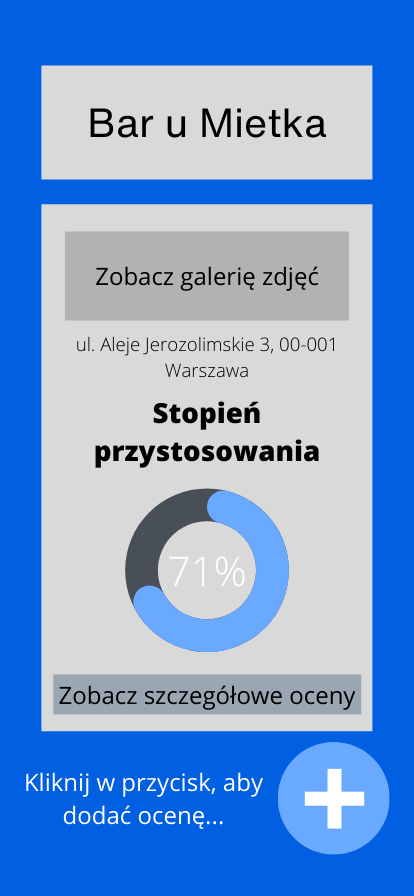 Bar u Mietka
Zobacz galerię zdjęć
ul. Aleje Jerozolimskie 3, 00-001
Warszawa
Stopień
przystosowania
71%
Zobacz szczegółowe oceny
Kliknij w przycisk, aby
dodać ocenę...